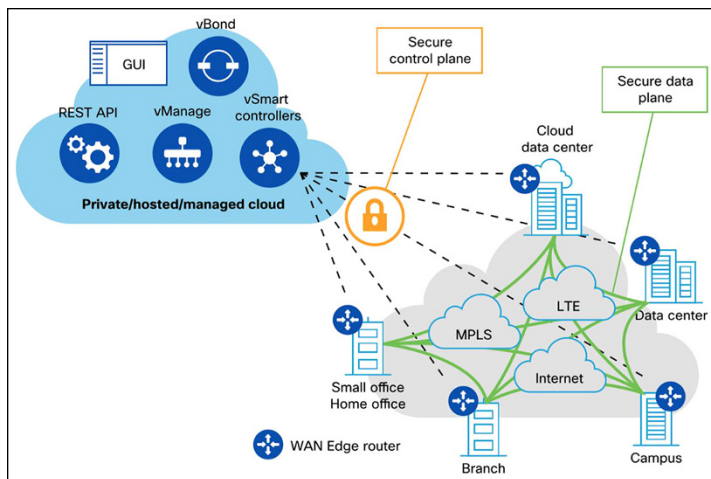 vBond
GUI
REST API
vManage
vSmart
controllers
Private/hosted/managed cloud
Secure
control plane
Secure data
plane
Cloud
data center
LTE
MPLS
Data center
Internet
Small office
Home office
WAN Edge router
Branch
Campus